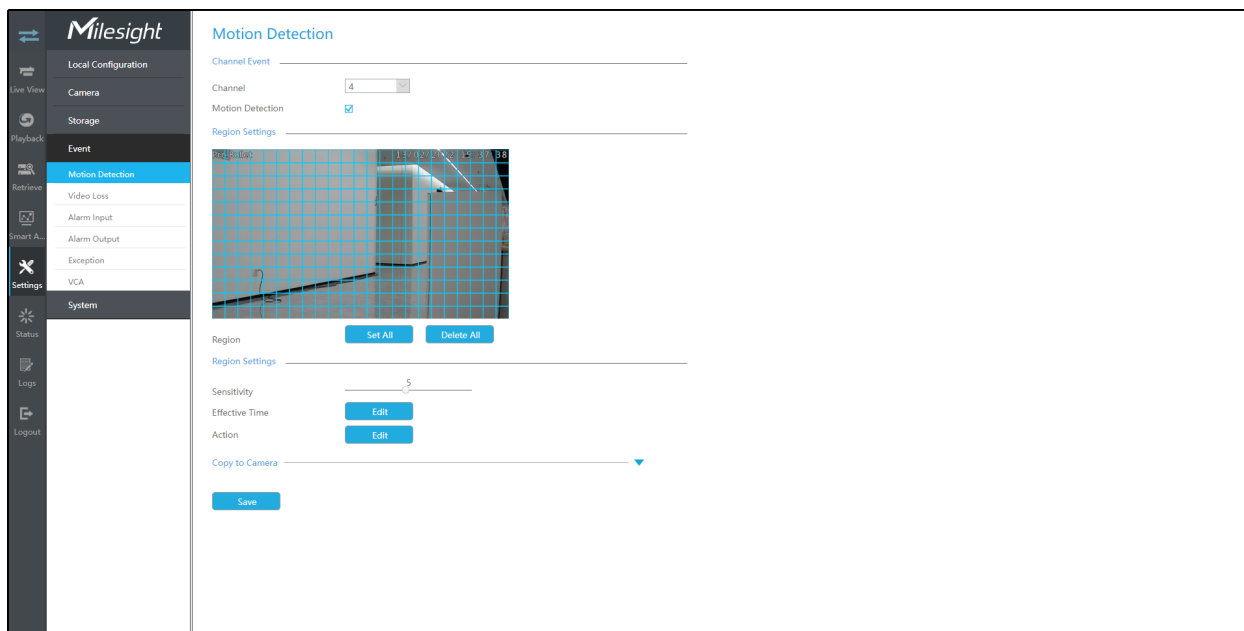 Milesight
Live View
Playback
Retrieve
Smart A...
Settings
Status
Logs
Logout
Local Configuration
Camera
Storage
Event
Motion Detection
Video Loss
Alarm Input
Alarm Output
Exception
VCA
System
Motion Detection
Channel Event
Channel 4
Motion Detection
Region Settings
Region Set All Delete All
Region Settings
Sensitivity 5
Effective Time Edit
Action Edit
Copy to Camera
Save